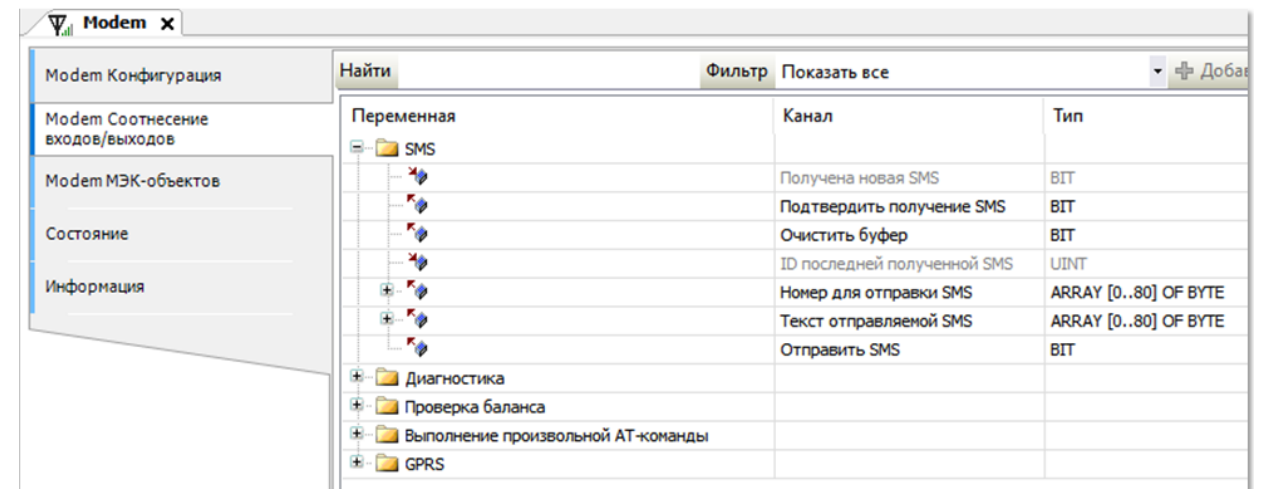 Modem
Modem Конфигурация
Modem Соотнесение
входов/выходов
Modem МЭК-объектов
Состояние
Информация
Найти Фильтр Показать все
Переменная Канал Тип
SMS
Получена новая SMS BIT
Подтвердить получение SMS BIT
Очистить буфер BIT
ID последней полученной SMS UINT
Номер для отправки SMS ARRAY [0..80] OF BYTE
Текст отправляемой SMS ARRAY [0..80] OF BYTE
Отправить SMS BIT
Диагностика
Проверка баланса
Выполнение произвольной АТ-команды
GPRS